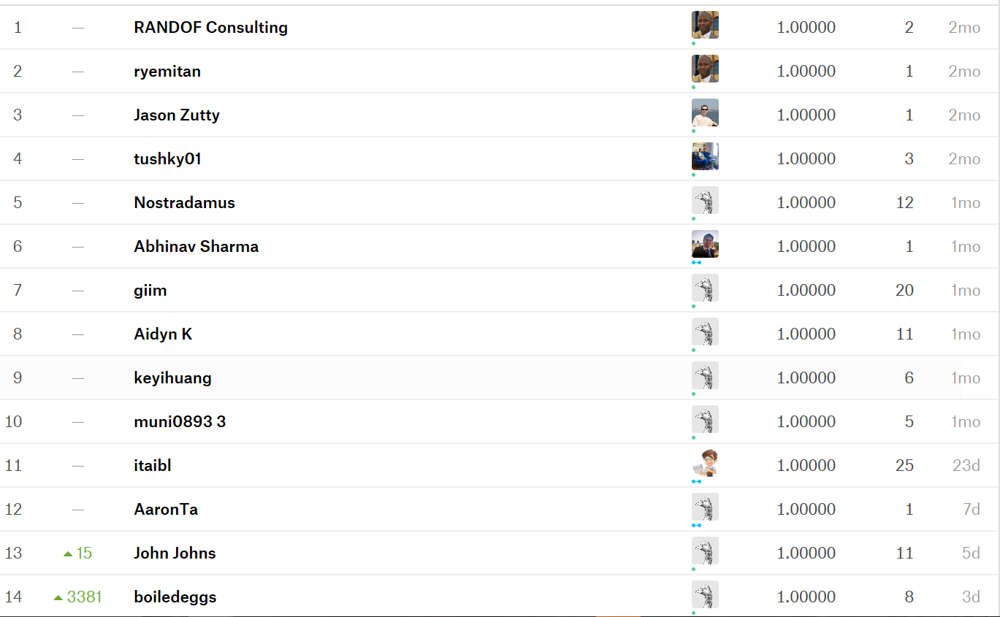 1 — RANDOF Consulting 1.00000 2 2mo
2 — ryemitan 1.00000 1 2mo
3 — Jason Zutty 1.00000 1 2mo
4 — tushky01 1.00000 3 2mo
5 — Nostradamus 1.00000 12 1mo
6 — Abhinav Sharma 1.00000 1 1mo
7 — giim 1.00000 20 1mo
8 — Aidyn K 1.00000 11 1mo
9 — keyihuang 1.00000 6 1mo
10 — muni0893 3 1.00000 5 1mo
11 — itaibl 1.00000 25 23d
12 — AaronTa 1.00000 1 7d
13 ▲15 John Johns 1.00000 11 5d
14 ▲3381 boiledeggs 1.00000 8 3d